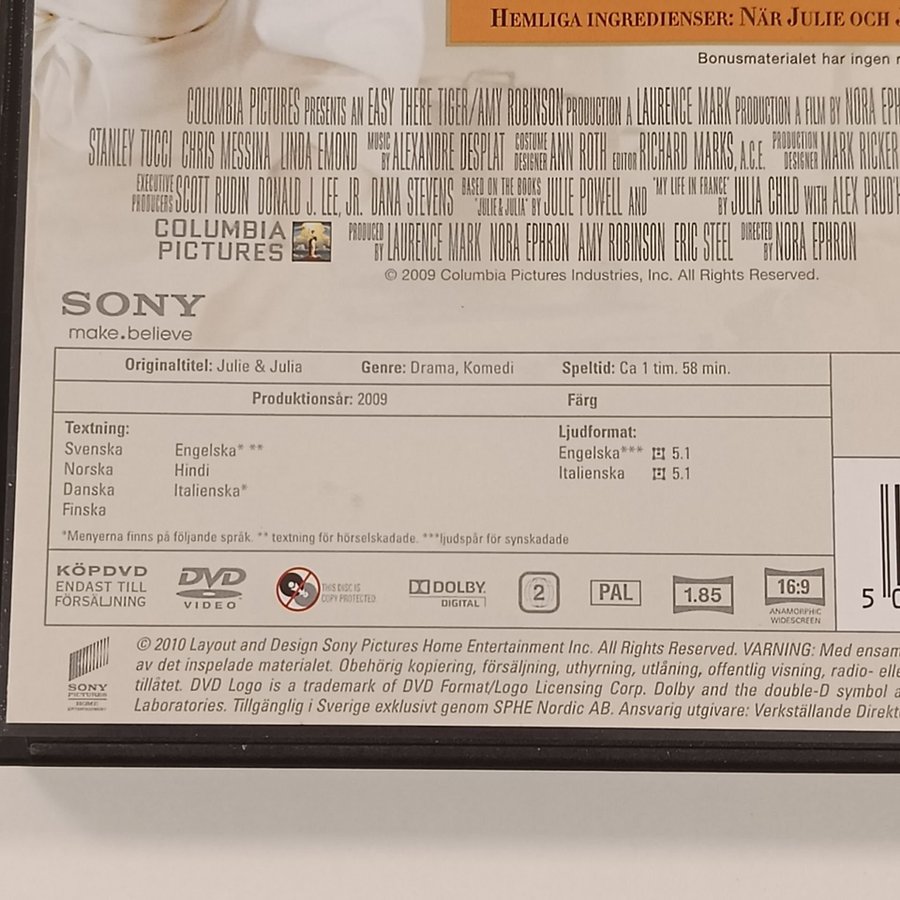 HEMLIGA INGREDIENSER: NÄR JULIE OCH
Bonusmaterialet har ingen
COLUMBIA PICTURES PRESENTS AN EASY THERE TIGER/AMY ROBINSON PRODUCTION A LAURENCE MARK PRODUCTION A FILM BY NORA
STANLEY TUCCI CHRIS MESSINA LINDA EMOND MUSIC BY ALEXANDRE DESPLAT COSTUME DESIGNER ANN ROTH EDITOR RICHARD MARKS, A.C.E. PRODUCTION DESIGNER MARK RICKER
EXECUTIVE PRODUCERS SCOTT RUDIN DONALD J. LEE, JR. DANA STEVENS BASED ON THE BOOKS "JULIE & JULIA" BY JULIE POWELL AND "MY LIFE IN FRANCE" BY JULIA CHILD WITH ALEX
COLUMBIA PICTURES PRODUCED BY LAURENCE MARK NORA EPHRON AMY ROBINSON ERIC STEEL DIRECTED BY NORA EPHRON
© 2009 Columbia Pictures Industries, Inc. All Rights Reserved.
SONY
make.believe
Originaltitel: Julie & Julia Genre: Drama, Komedi Speltid: Ca 1 tim. 58 min.
Produktionsår: 2009 Färg
Textning:
Svenska Engelska* **
Norska Hindi
Danska Italienska*
Finska
Ljudformat:
Engelska*** 5.1
Italienska 5.1
*Menyerna finns på följande språk. ** textning för hörselskadade. ***ljudspår för synskadade
KÖPDVD
ENDAST TILL
FÖRSÄLJNING
DVD
VIDEO
THIS DISC IS
COPY PROTECTED
DOLBY
DIGITAL
2
PAL
1.85
16:9
ANAMORPHIC
WIDESCREEN
5
SONY
PICTURES
HOME
ENTERTAINMENT
© 2010 Layout and Design Sony Pictures Home Entertainment Inc. All Rights Reserved. VARNING: Med
av det inspelade materialet. Obehörig kopiering, försäljning, uthyrning, utlåning, offentlig visning, radio-
tillåtet. DVD Logo is a trademark of DVD Format/Logo Licensing Corp. Dolby and the double-D symbol
Laboratories. Tillgänglig i Sverige exklusivt genom SPHE Nordic AB. Ansvarig utgivare: Verkställande